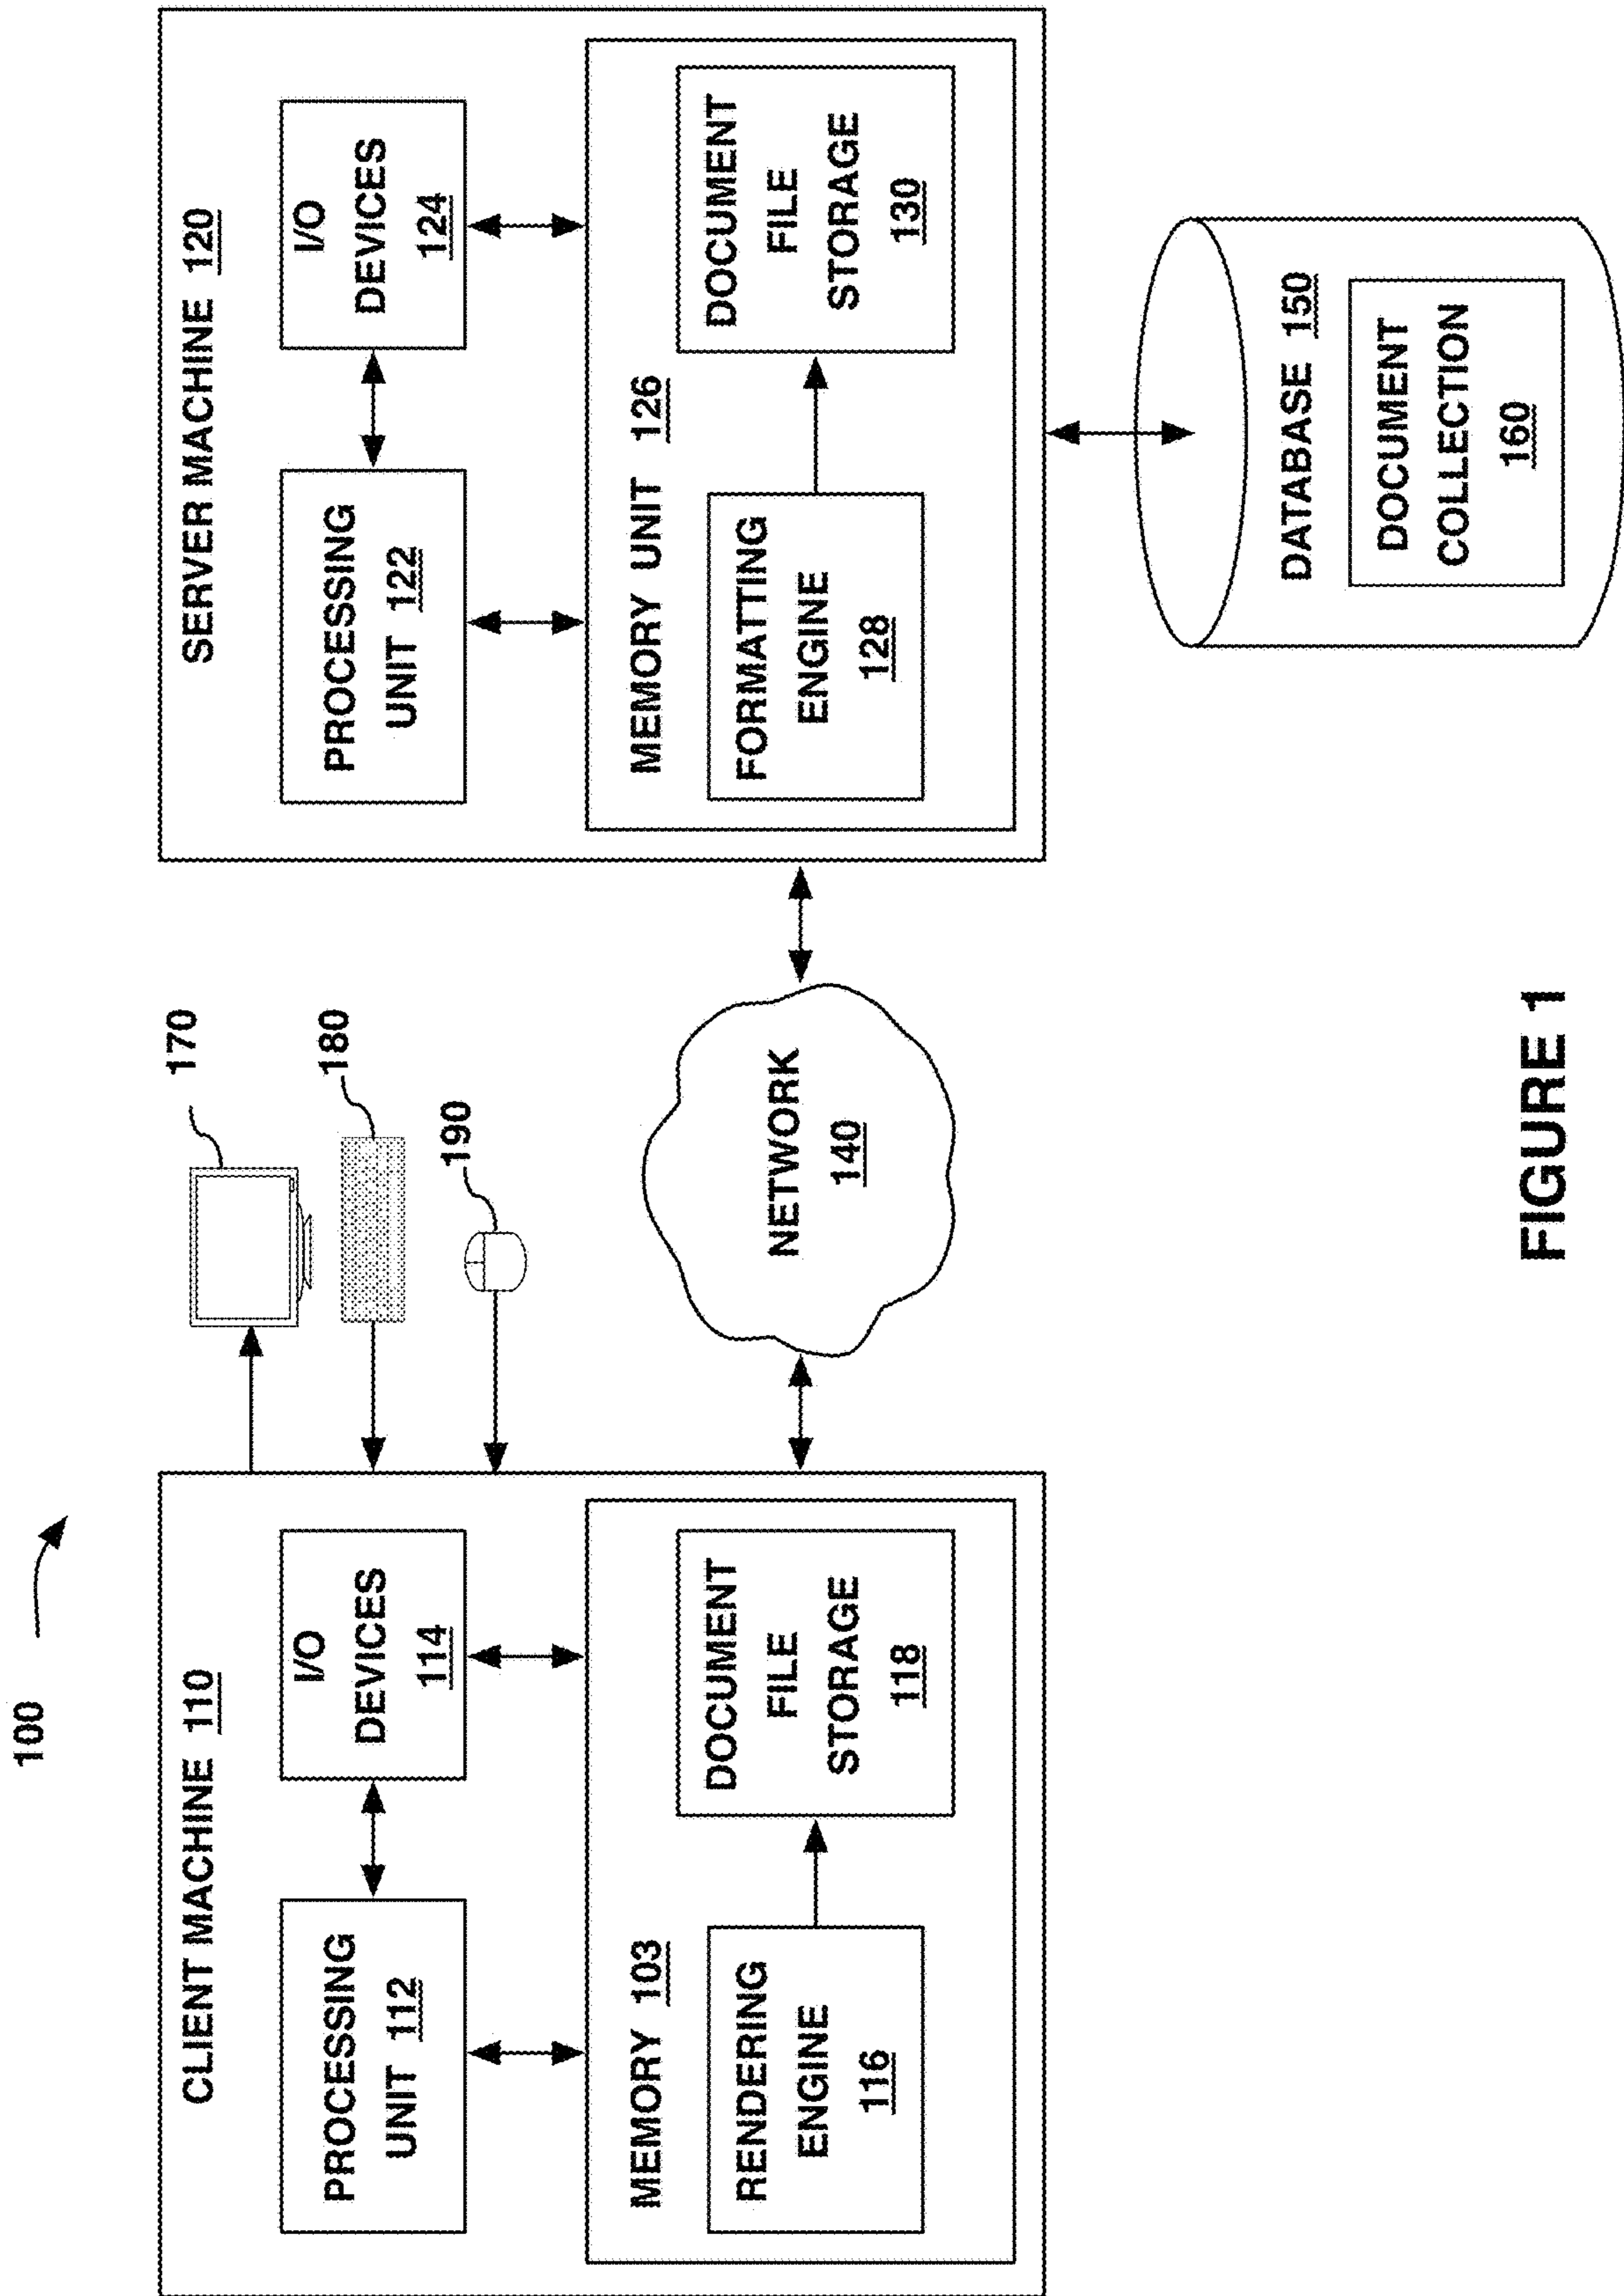 100
CLIENT MACHINE 110
PROCESSING
UNIT 112
I/O
DEVICES
114
MEMORY 103
RENDERING
ENGINE
116
DOCUMENT
FILE
STORAGE
118
170
180
190
NETWORK
140
SERVER MACHINE 120
PROCESSING
UNIT 122
I/O
DEVICES
124
MEMORY UNIT 126
FORMATTING
ENGINE
128
DOCUMENT
FILE
STORAGE
130
DATABASE 150
DOCUMENT
COLLECTION
160
FIGURE 1